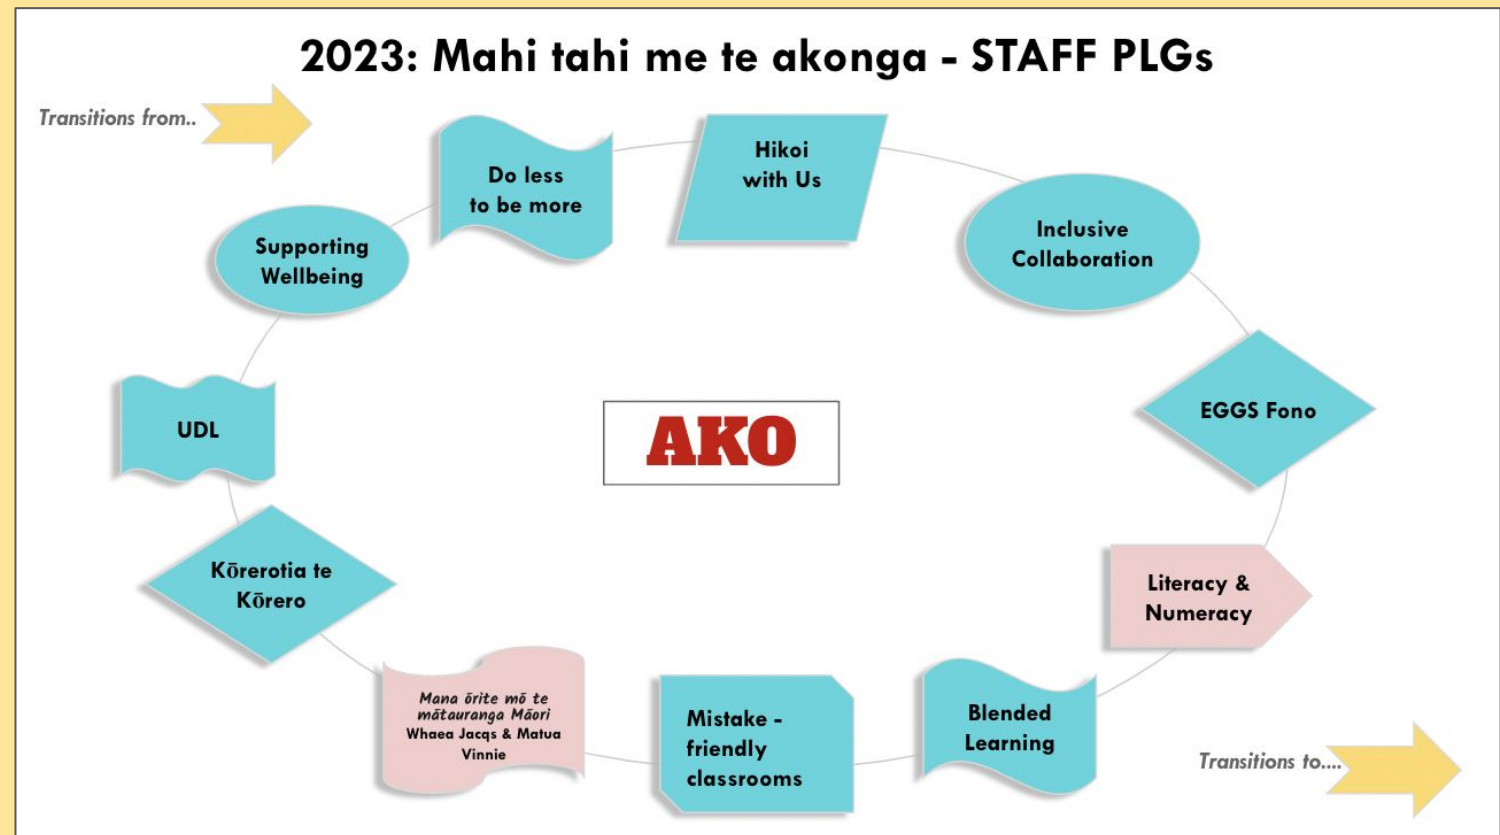 2023: Mahi tahi me te akonga - STAFF PLGs
Transitions from..
Do less
to be more
Hikoi
with Us
Inclusive
Collaboration
Supporting
Wellbeing
EGGS Fono
UDL
AKO
Kōrerotia te
Kōrero
Literacy &
Numeracy
Mana ōrite mō te
mātauranga Māori
Whaea Jacqs & Matua
Vinnie
Mistake -
friendly
classrooms
Blended
Learning
Transitions to....